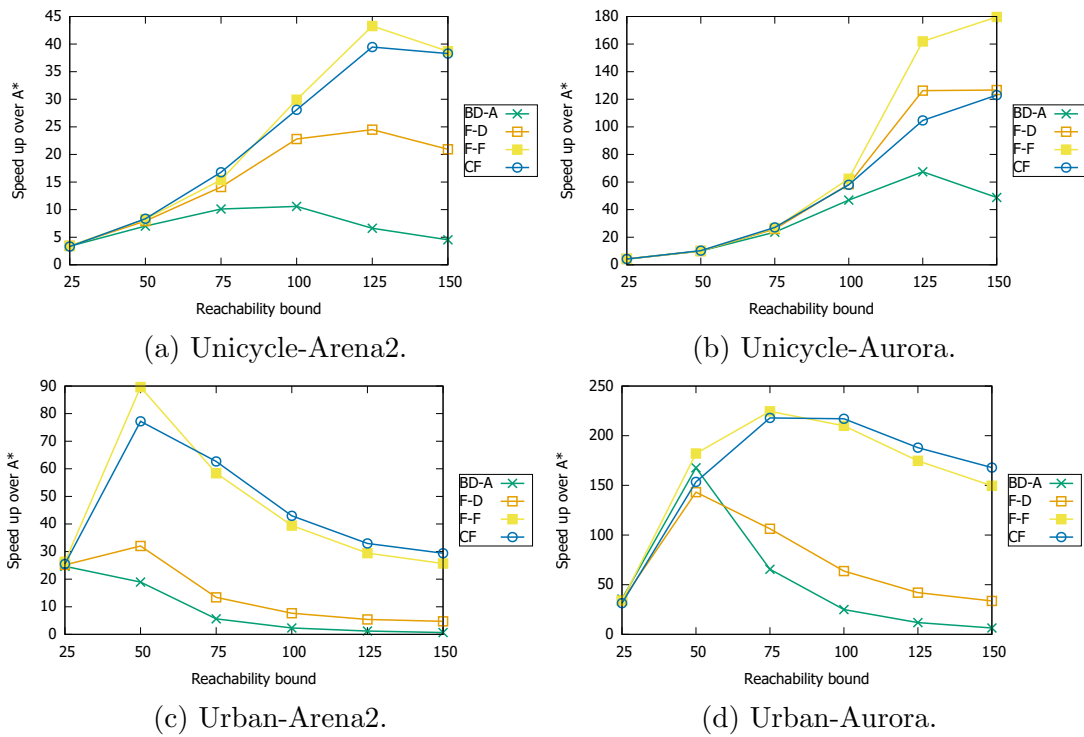 45
40
35
30
25
20
15
10
5
0
Speed up over A*
25 50 75 100 125 150
Reachability bound
BD-A
F-D
F-F
CF
(a) Unicycle-Arena2.
180
160
140
120
100
80
60
40
20
0
Speed up over A*
25 50 75 100 125 150
Reachability bound
BD-A
F-D
F-F
CF
(b) Unicycle-Aurora.
90
80
70
60
50
40
30
20
10
0
Speed up over A*
25 50 75 100 125 150
Reachability bound
BD-A
F-D
F-F
CF
(c) Urban-Arena2.
250
200
150
100
50
0
Speed up over A*
25 50 75 100 125 150
Reachability bound
BD-A
F-D
F-F
CF
(d) Urban-Aurora.